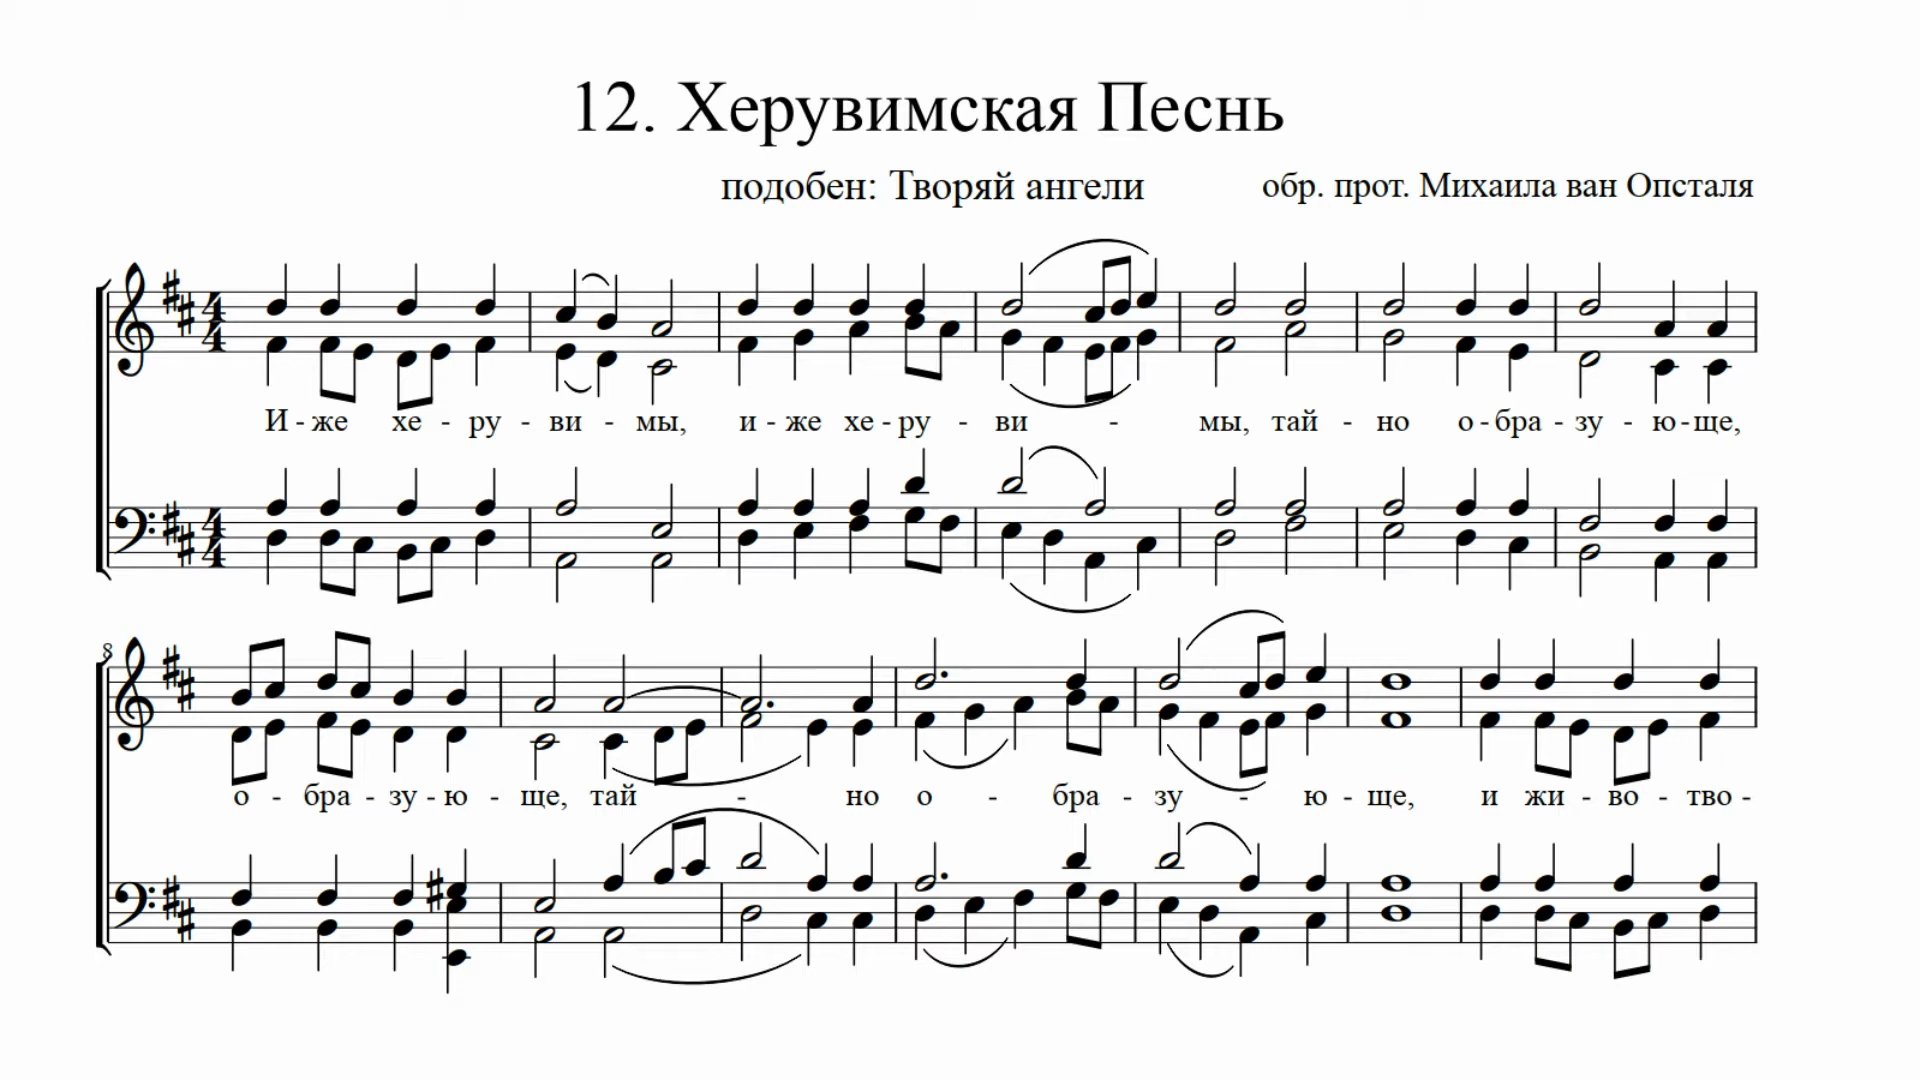 12. Херувимская Песнь
подобен: Творяй ангели
обр. прот. Михаила ван Опсталя
И - же хе - ру - ви - мы, и - же хе - ру - ви - мы, тай - но о - бра - зу - ю - ще,
8
о - бра - зу - ю - ще, тай - но о - бра - зу - ю - ще, и жи - во - тво -